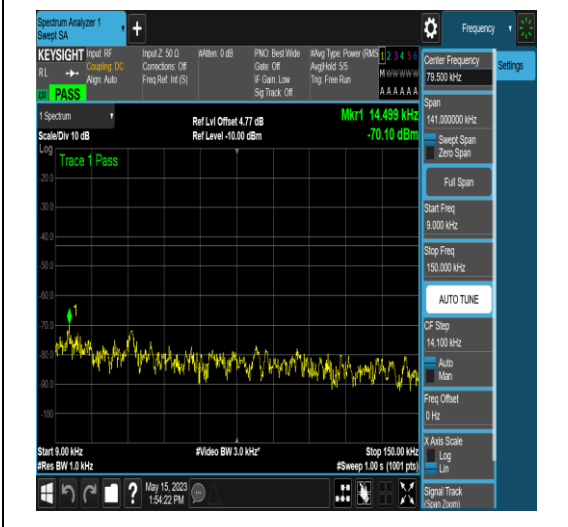 Spectrum Analyzer 1
Swept SA
Frequency
KEYSIGHT
RL
PASS
Input: RF
Coupling: DC
Align: Auto
Input Z: 50 Ω
Corrections: Off
Freq Ref: Int (S)
#Atten: 0 dB
PNO: Best Wide
Gate: Off
IF Gain: Low
Sig Track: Off
#Avg Type: Power (RMS
Avg|Hold: 5/5
Trig: Free Run
1 2 3 4 5 6
M w w w w w
A A A A A A
1 Spectrum
Scale/Div 10 dB
Log
Ref Lvl Offset 4.77 dB
Ref Level -10.00 dBm
Mkr1 14.499 kHz
-70.10 dBm
Trace 1 Pass
-20.0
-30.0
-40.0
-50.0
-60.0
-70.0
-80.0
-90.0
-100
1
Start 9.00 kHz
#Res BW 1.0 kHz
#Video BW 3.0 kHz*
Stop 150.00 kHz
#Sweep 1.00 s (1001 pts)
?
May 15, 2023
1:54:22 PM
Center Frequency
79.500 kHz
Settings
Span
141.000000 kHz
Swept Span
Zero Span
Full Span
Start Freq
9.000 kHz
Stop Freq
150.000 kHz
AUTO TUNE
CF Step
14.100 kHz
Auto
Man
Freq Offset
0 Hz
X Axis Scale
Log
Lin
Signal Track
(Span Zoom)